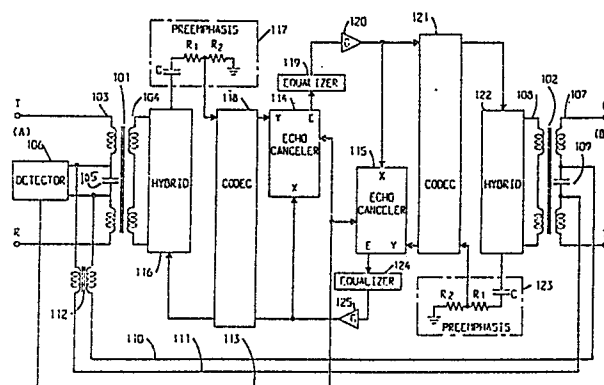 PREEMPHASIS
117
R1
R2
C
120
G
121
119
EQUALIZER
101
103
104
T
(A)
106
DETECTOR
105
R
112
HYBRID
116
118
CODEC
114
Y
E
ECHO
CANCELER
X
115
X
ECHO
CANCELER
E
Y
CODEC
122
HYBRID
108
102
107
109
124
EQUALIZER
125
G
R2
R1
C
123
PREEMPHASIS
110
111
113